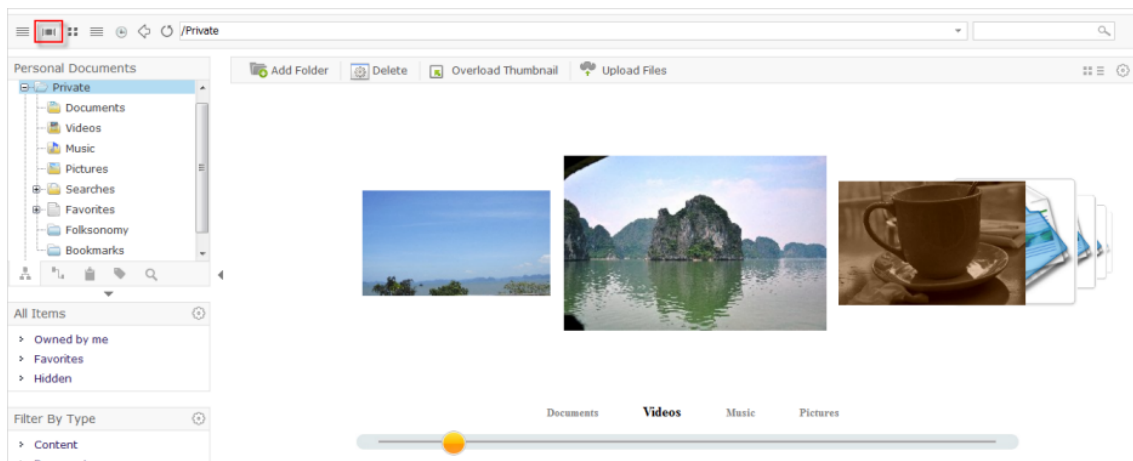 /Private
Personal Documents
Add Folder Delete Overload Thumbnail Upload Files
Private
Documents
Videos
Music
Pictures
Searches
Favorites
Folksonomy
Bookmarks
All Items
Owned by me
Favorites
Hidden
Documents Videos Music Pictures
Filter By Type
Content